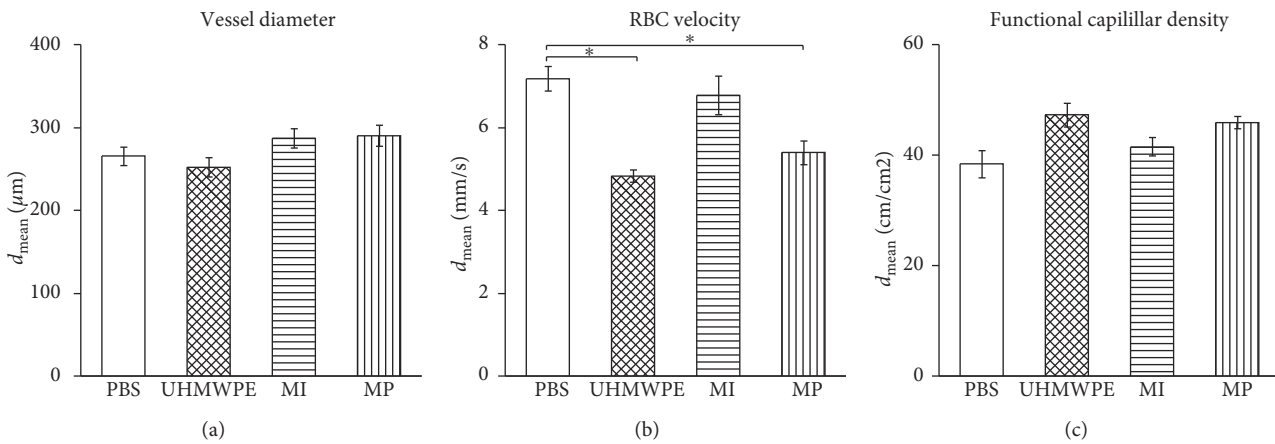 Vessel diameter
400
300
200
100
0
d_mean (μm)
PBS UHMWPE MI MP
(a)
RBC velocity
8
6
4
2
0
d_mean (mm/s)
*
*
PBS UHMWPE MI MP
(b)
Functional capilillar density
60
40
20
0
d_mean (cm/cm2)
PBS UHMWPE MI MP
(c)